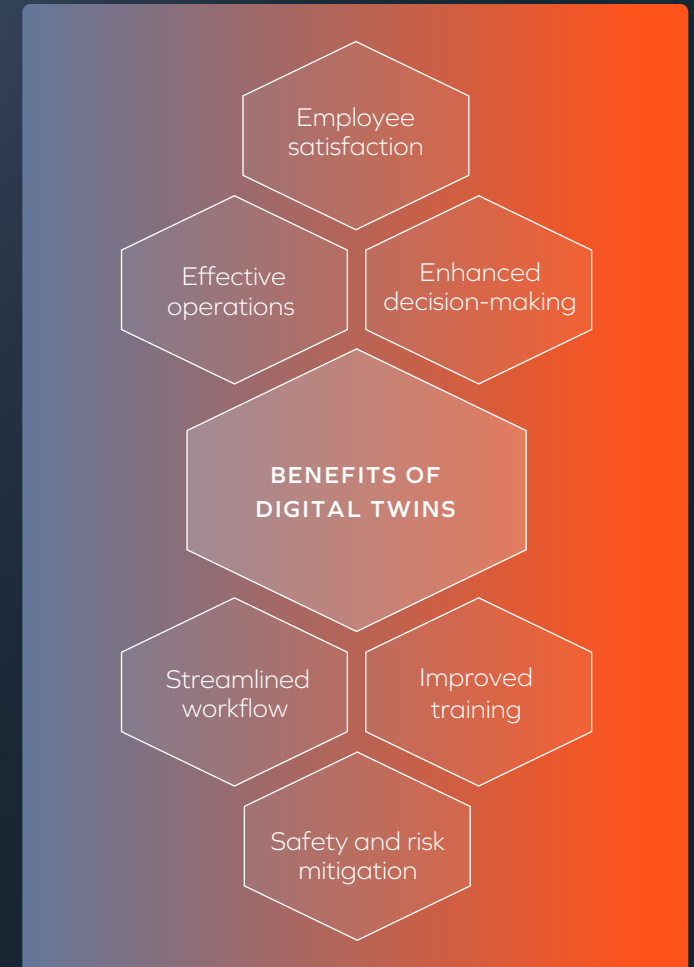 Employee
satisfaction
Effective
operations
Enhanced
decision-making
BENEFITS OF
DIGITAL TWINS
Streamlined
workflow
Improved
training
Safety and risk
mitigation